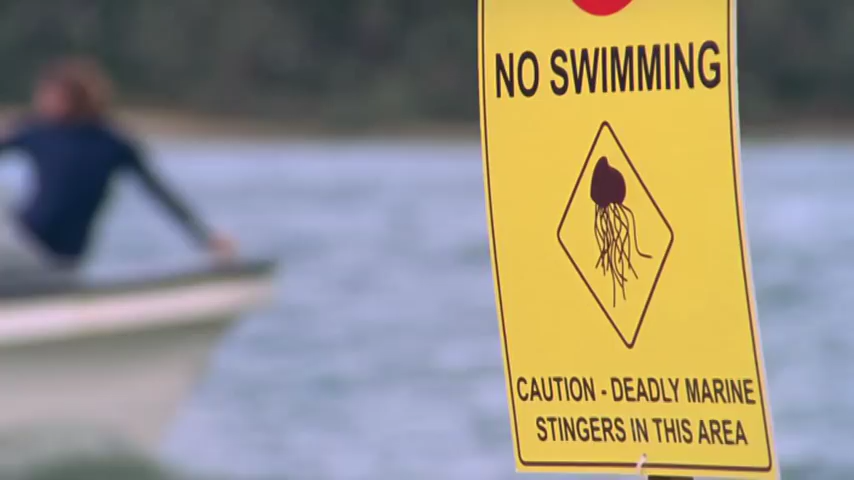 NO SWIMMING
CAUTION - DEADLY MARINE
STINGERS IN THIS AREA